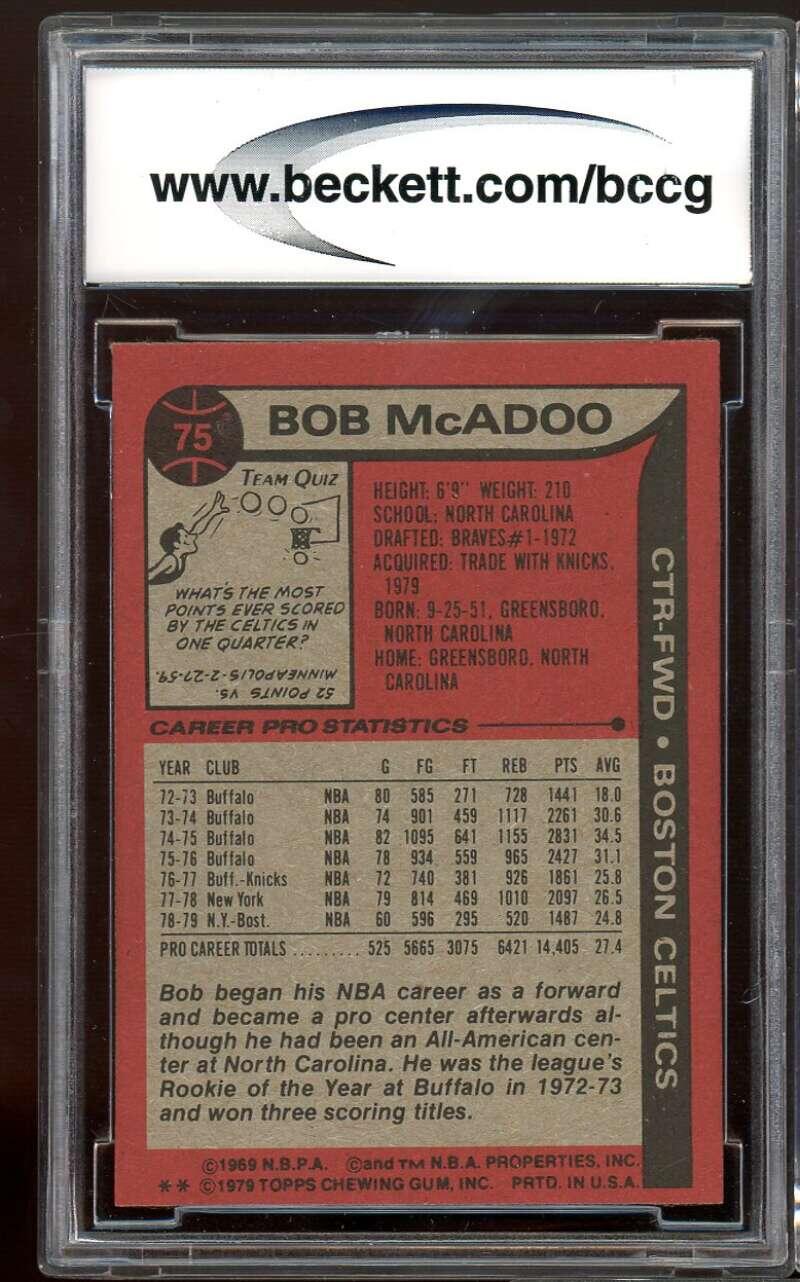 www.beckett.com/bccg
75
BOB McADOO
TEAM QUIZ
WHAT'S THE MOST
POINTS EVER SCORED
BY THE CELTICS IN
ONE QUARTER?
52 POINTS VS.
MINNEAPOLIS-2-27-59.
HEIGHT: 6'9" WEIGHT: 210
SCHOOL: NORTH CAROLINA
DRAFTED: BRAVES#1-1972
ACQUIRED: TRADE WITH KNICKS,
1979
BORN: 9-25-51, GREENSBORO,
NORTH CAROLINA
HOME: GREENSBORO, NORTH
CAROLINA
CTR-FWD • BOSTON CELTICS
CAREER PRO STATISTICS
YEAR CLUB G FG FT REB PTS AVG
72-73 Buffalo NBA 80 585 271 728 1441 18.0
73-74 Buffalo NBA 74 901 459 1117 2261 30.6
74-75 Buffalo NBA 82 1095 641 1155 2831 34.5
75-76 Buffalo NBA 78 934 559 965 2427 31.1
76-77 Buff.-Knicks NBA 72 740 381 926 1861 25.8
77-78 New York NBA 79 814 469 1010 2097 26.5
78-79 N.Y.-Bost. NBA 60 596 295 520 1487 24.8
PRO CAREER TOTALS ......... 525 5665 3075 6421 14,405 27.4
Bob began his NBA career as a forward
and became a pro center afterwards al-
though he had been an All-American cen-
ter at North Carolina. He was the league's
Rookie of the Year at Buffalo in 1972-73
and won three scoring titles.
©1969 N.B.P.A. ©and TM N.B.A. PROPERTIES, INC.
** ©1979 TOPPS CHEWING GUM, INC. PRTD. IN U.S.A.